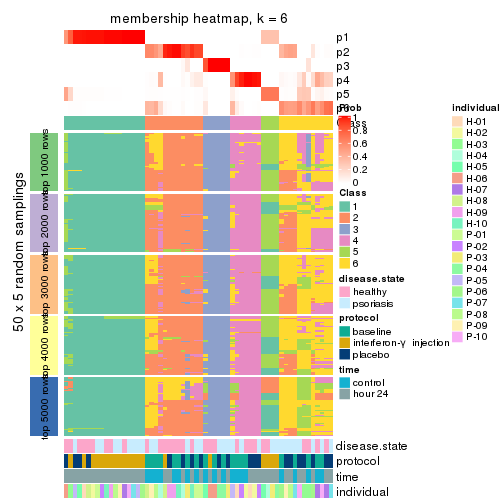 membership heatmap, k = 6
p1
p2
p3
p4
p5
50 x 5 random samplings
top 1000 rows
top 2000 rows
top 3000 rows
top 4000 rows
top 5000 rows
1
0.8
0.6
0.4
0.2
0
Class
1
2
3
4
5
6
disease.state
healthy
psoriasis
protocol
baseline
interferon-γ injection
placebo
time
control
hour 24
individual
H-01
H-02
H-03
H-04
H-05
H-06
H-07
H-08
H-09
H-10
P-01
P-02
P-03
P-04
P-05
P-06
P-07
P-08
P-09
P-10
disease.state
protocol
time
individual